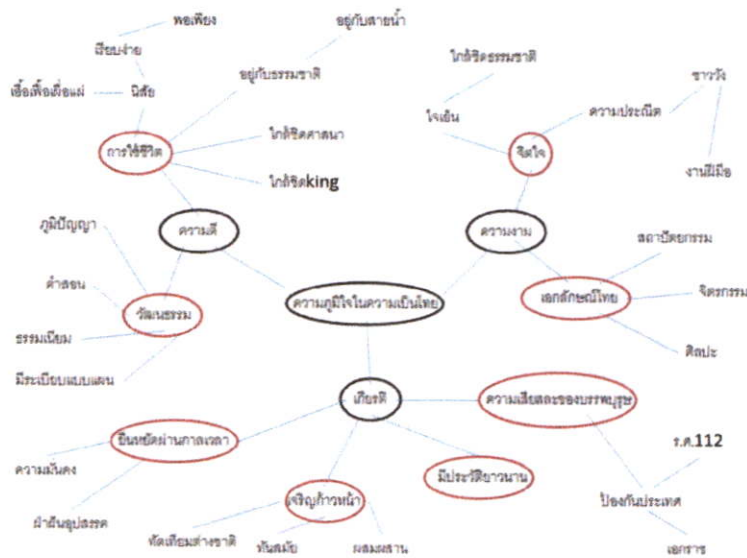 พอเพียง
เรียบง่าย
เอื้อเฟื้อเผื่อแผ่
นิสัย
อยู่กับสายน้ำ
อยู่กับธรรมชาติ
การใช้ชีวิต
ใกล้ชิดศาสนา
ใกล้ชิดking
ใกล้ชิดธรรมชาติ
ใจเย็น
จิตใจ
ความประณีต
ชาววัง
งานฝีมือ
ความดี
ความงาม
ภูมิปัญญา
คำสอน
วัฒนธรรม
ธรรมเนียม
มีระเบียบแบบแผน
ความภูมิใจในความเป็นไทย
เอกลักษณ์ไทย
สถาปัตยกรรม
จิตรกรรม
ศิลปะ
เกียรติ
ความเสียสละของบรรพบุรุษ
ยืนหยัดผ่านกาลเวลา
ความมั่นคง
ฝ่าฟันอุปสรรค
เจริญก้าวหน้า
ทัดเทียมต่างชาติ
ทันสมัย
ผสมผสาน
มีประวัติยาวนาน
ร.ศ.112
ป้องกันประเทศ
เอกราช